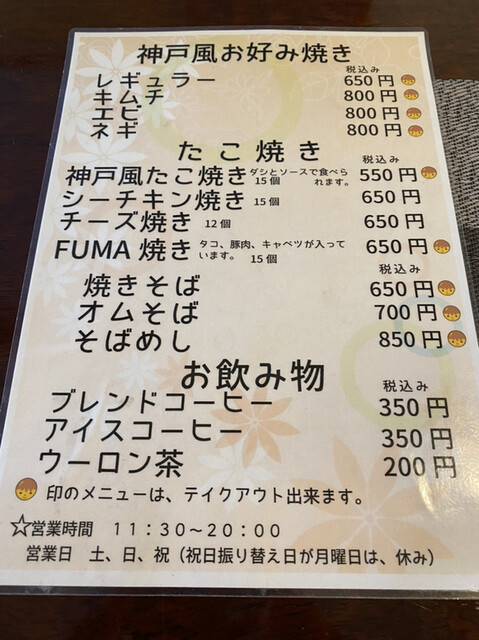 神戸風お好み焼き
税込み
レギュラー 650円
キムチ 800円
エビ 800円
ネギ 800円
たこ焼き 税込み
神戸風たこ焼き 15個 ダシとソースで食べられます。 550円
シーチキン焼き 15個 650円
チーズ焼き 12個 650円
FUMA焼き タコ、豚肉、キャベツが入っています。 15個 650円
税込み
焼きそば 650円
オムそば 700円
そばめし 850円
お飲み物 税込み
ブレンドコーヒー 350円
アイスコーヒー 350円
ウーロン茶 200円
印のメニューは、テイクアウト出来ます。
☆営業時間 11:30～20:00
営業日 土、日、祝（祝日振り替え日が月曜日は、休み）